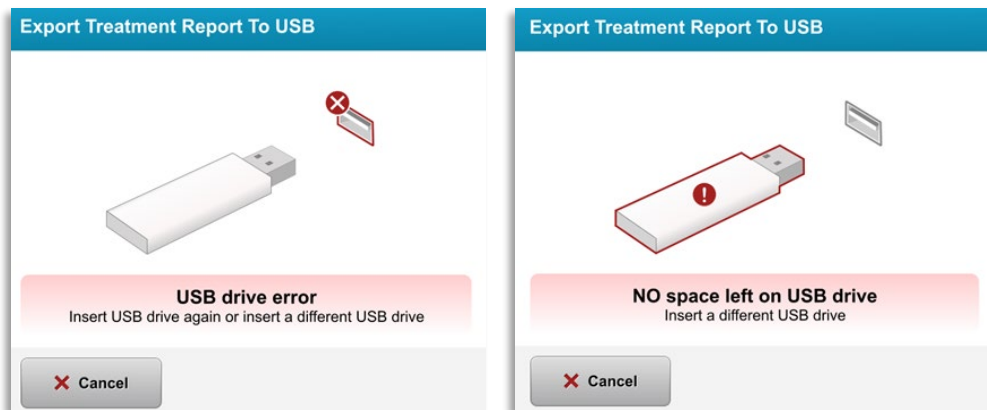 Export Treatment Report To USB
USB drive error
Insert USB drive again or insert a different USB drive
Cancel
Export Treatment Report To USB
NO space left on USB drive
Insert a different USB drive
Cancel